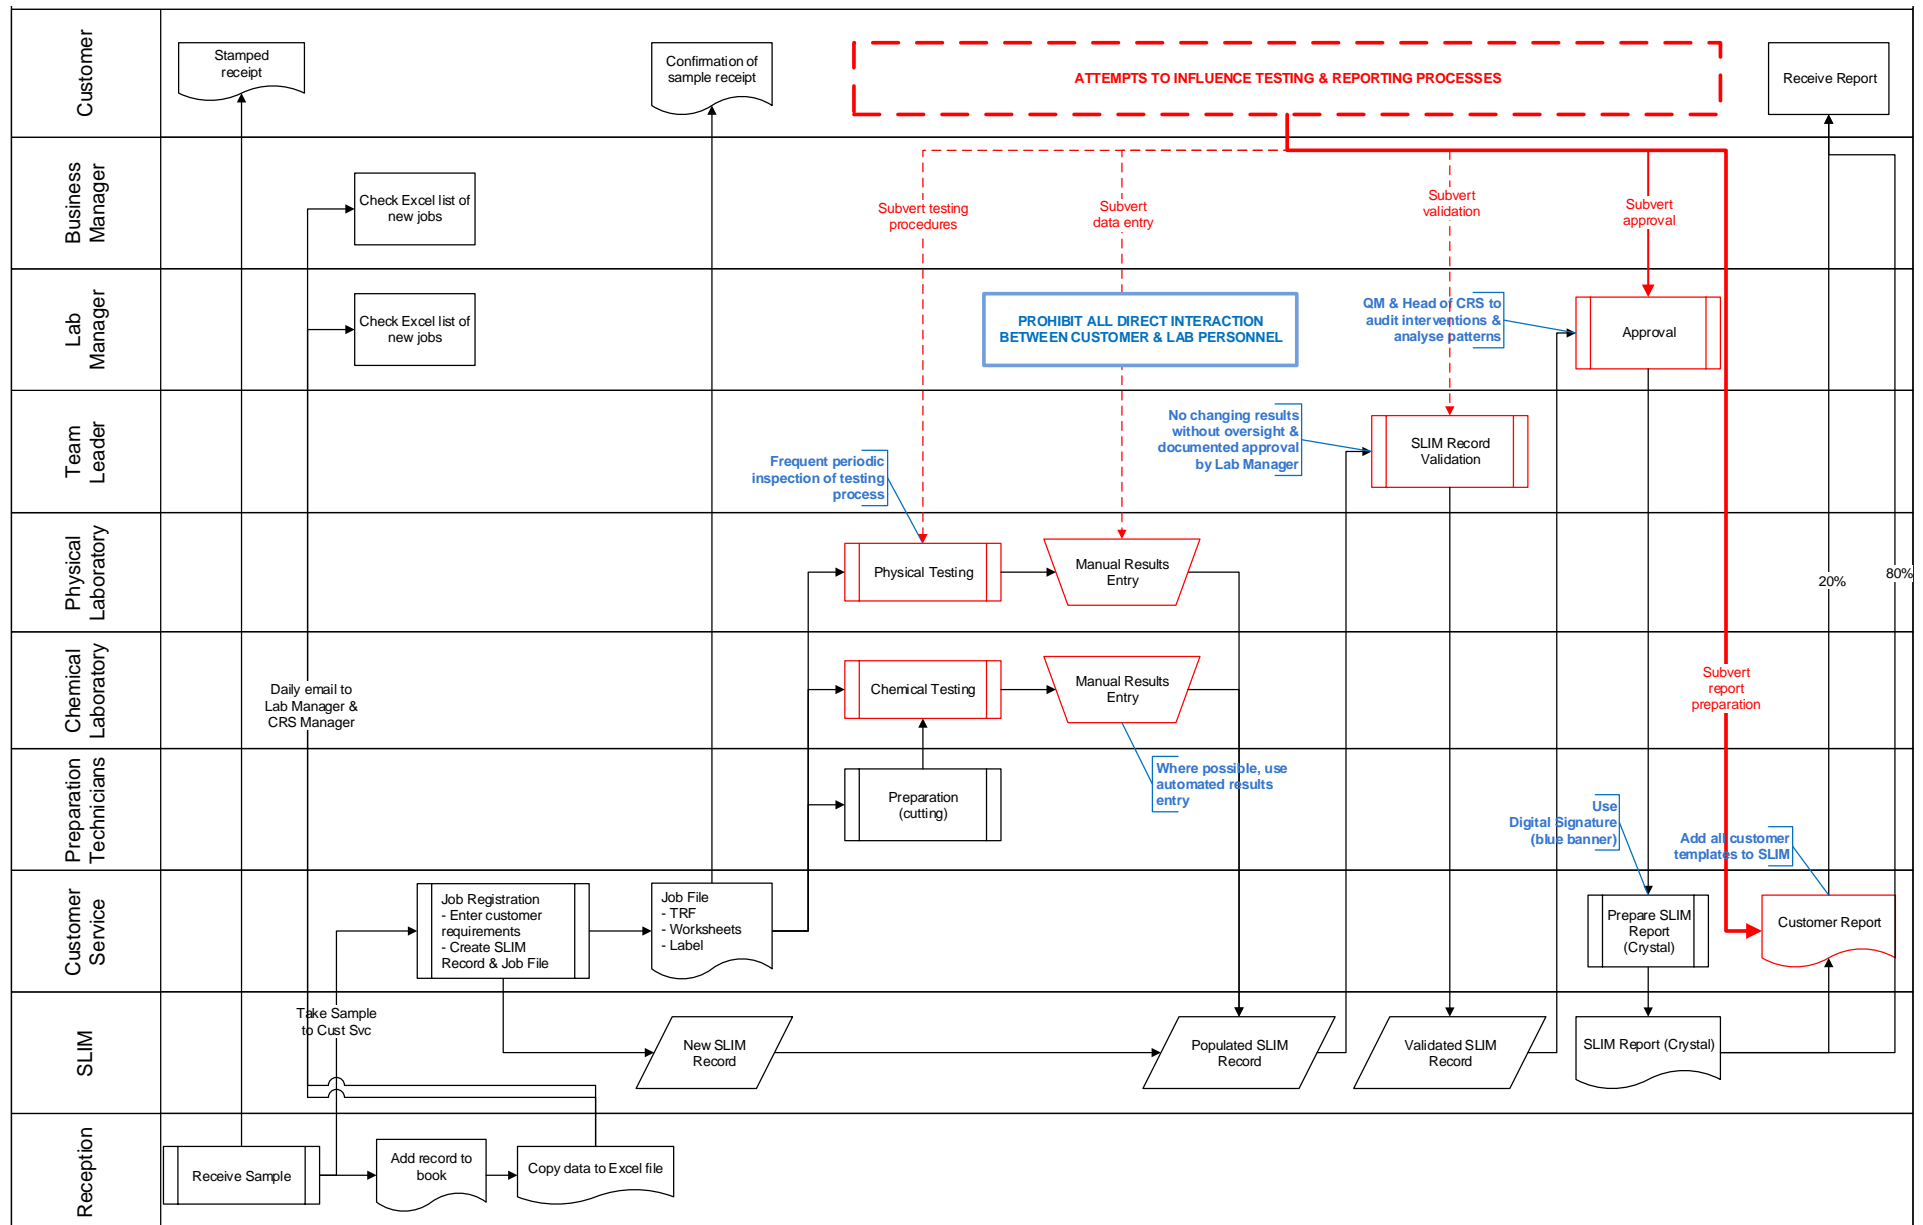 Customer
Stamped
receipt
Confirmation of
sample receipt
ATTEMPTS TO INFLUENCE TESTING & REPORTING PROCESSES
Receive Report
Business
Manager
Check Excel list of
new jobs
Subvert testing
procedures
Subvert
data entry
Subvert
validation
Subvert
approval
Lab
Manager
Check Excel list of
new jobs
PROHIBIT ALL DIRECT INTERACTION
BETWEEN CUSTOMER & LAB PERSONNEL
QM & Head of CRS to
audit interventions &
analyse patterns
Approval
Team
Leader
Frequent periodic
inspection of testing
process
No changing results
without oversight &
documented approval
by Lab Manager
SLIM Record
Validation
Physical
Laboratory
Physical Testing
Manual Results
Entry
20%
80%
Chemical
Laboratory
Daily email to
Lab Manager &
CRS Manager
Chemical Testing
Manual Results
Entry
Subvert
report
preparation
Preparation
Technicians
Preparation
(cutting)
Where possible, use
automated results
entry
Use
Digital Signature
(blue banner)
Add all customer
templates to SLIM
Customer
Service
Job Registration
- Enter customer
requirements
- Create SLIM
Record & Job File
Job File
- TRF
- Worksheets
- Label
Prepare SLIM
Report
(Crystal)
Customer Report
SLIM
Take Sample
to Cust Svc
New SLIM
Record
Populated SLIM
Record
Validated SLIM
Record
SLIM Report (Crystal)
Reception
Receive Sample
Add record to
book
Copy data to Excel file